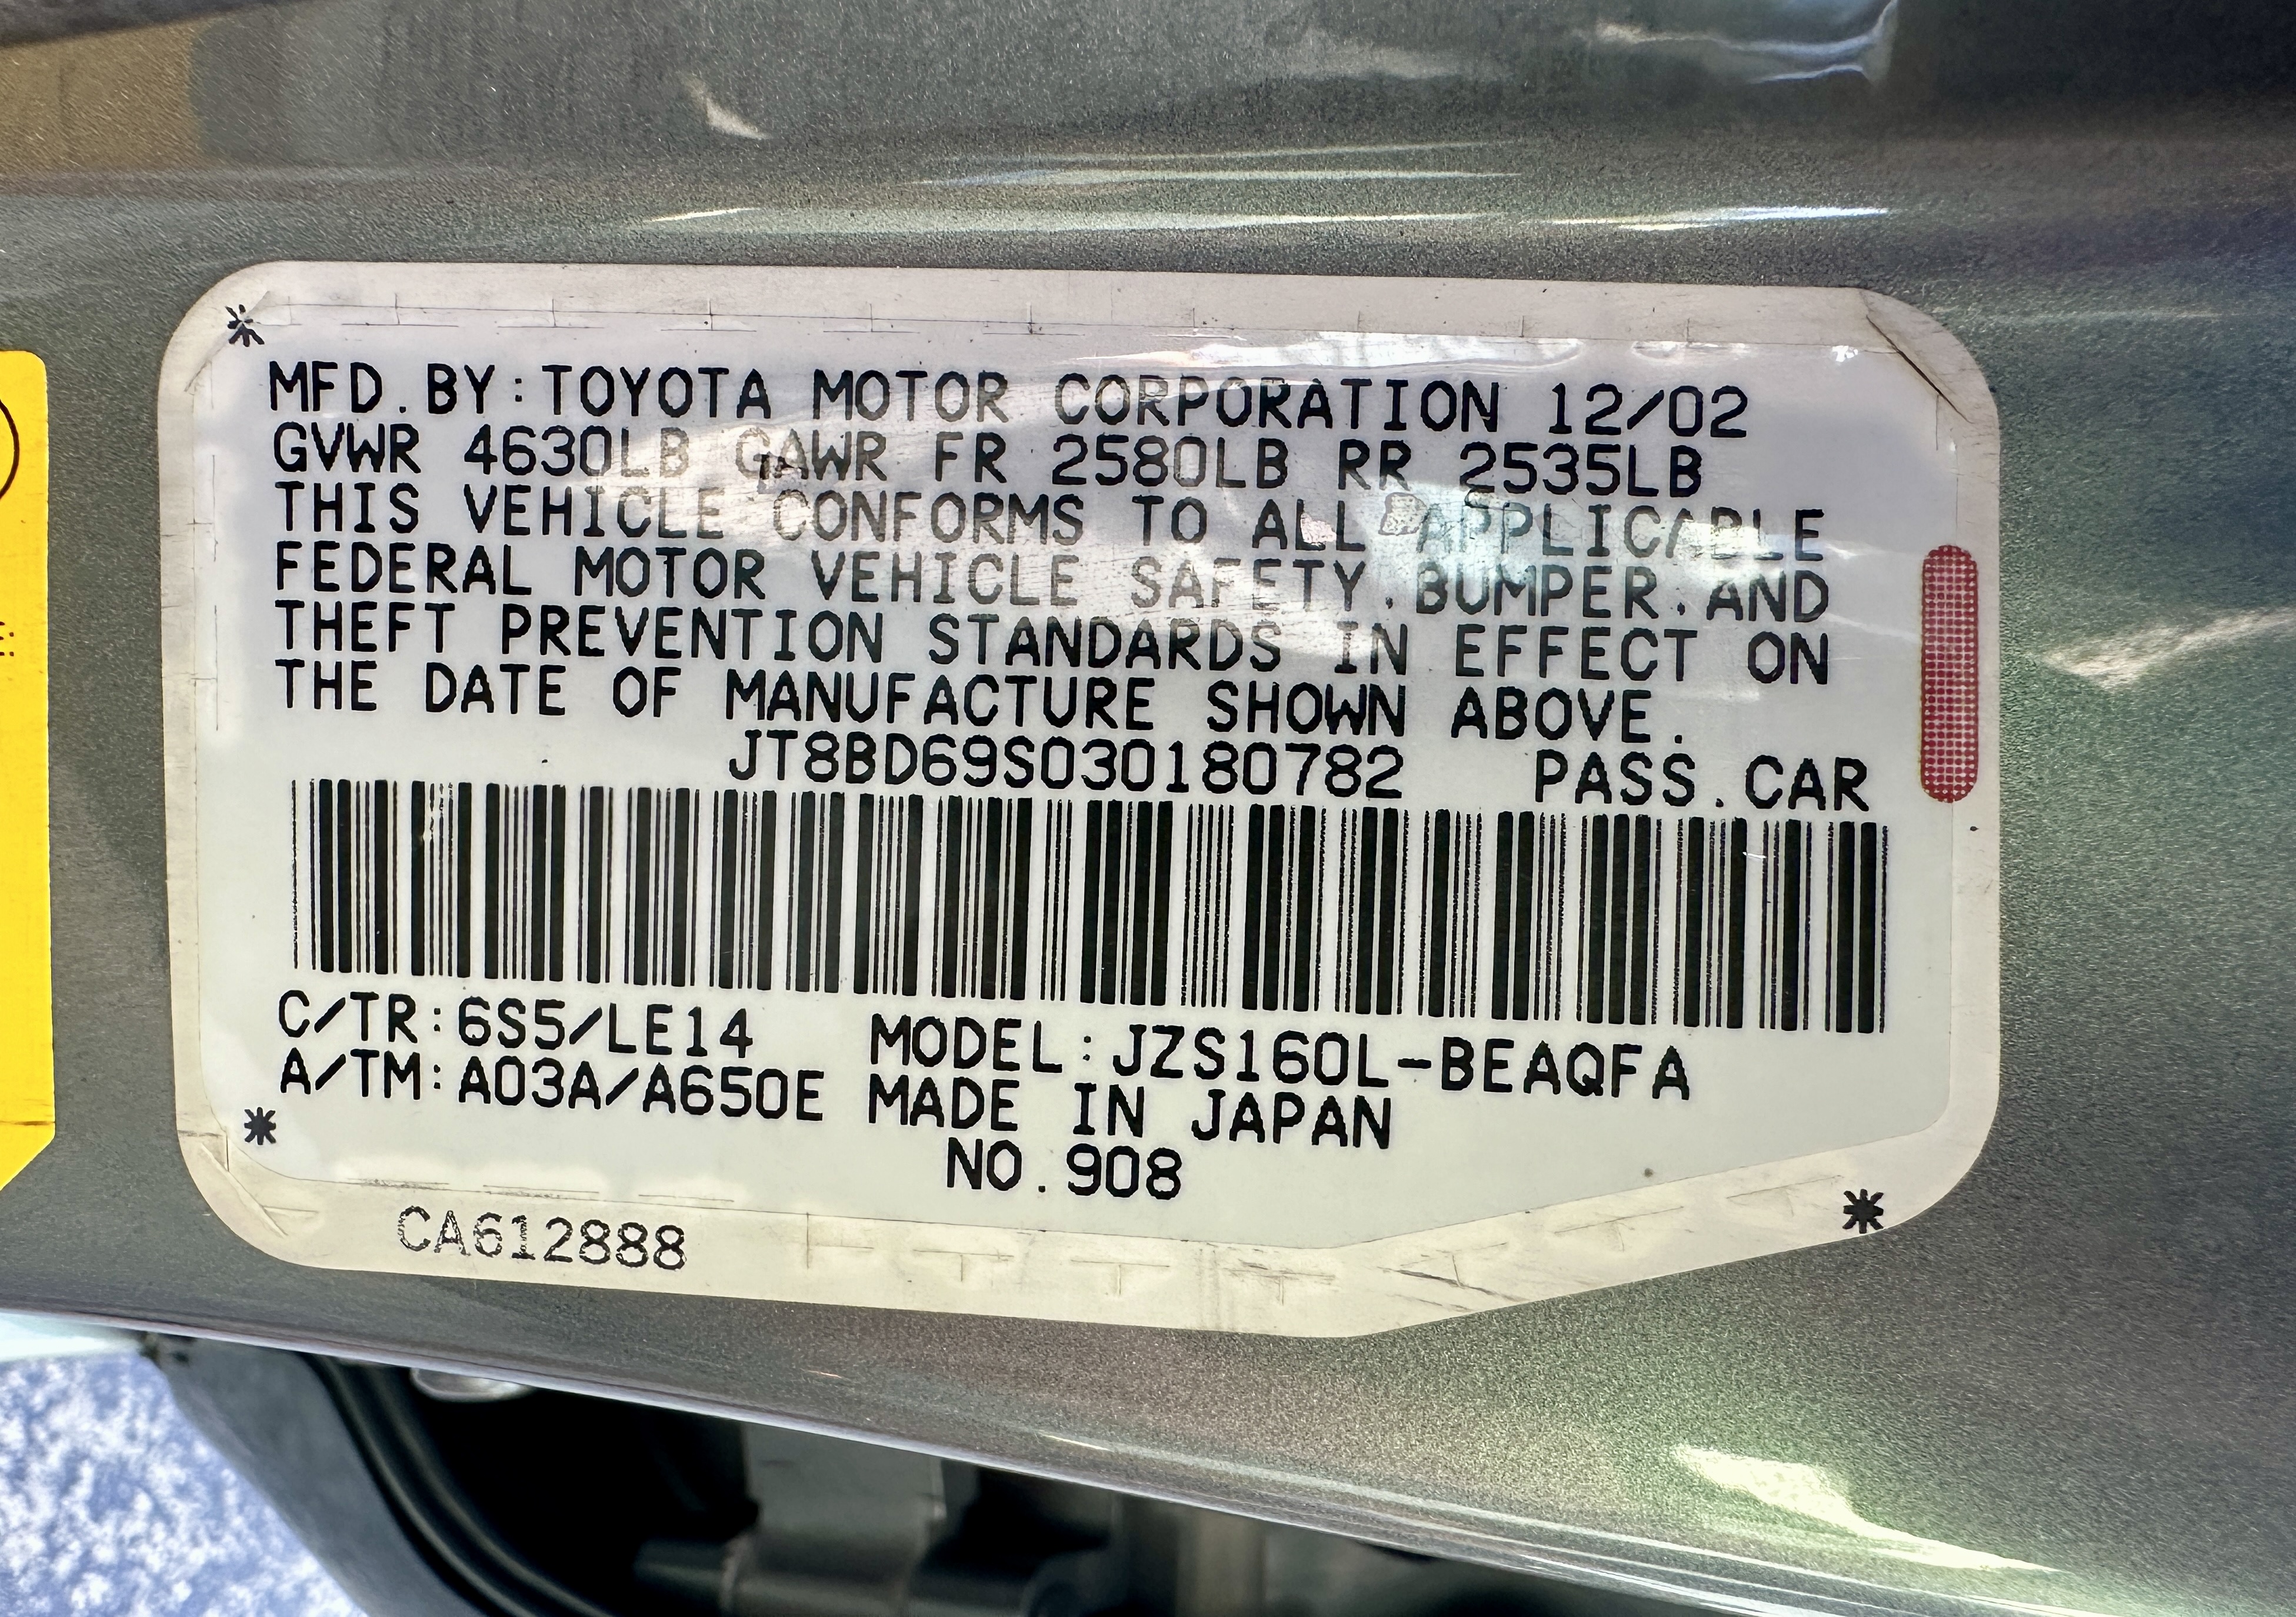 MFD.BY:TOYOTA MOTOR CORPORATION 12/02
GVWR 4630LB GAWR FR 2580LB RR 2535LB
THIS VEHICLE CONFORMS TO ALL APPLICABLE
FEDERAL MOTOR VEHICLE SAFETY,BUMPER,AND
THEFT PREVENTION STANDARDS IN EFFECT ON
THE DATE OF MANUFACTURE SHOWN ABOVE.
JT8BD69S030180782 PASS.CAR
C/TR:6S5/LE14 MODEL:JZS160L-BEAQFA
A/TM:A03A/A650E MADE IN JAPAN
NO.908
CA612888
E: